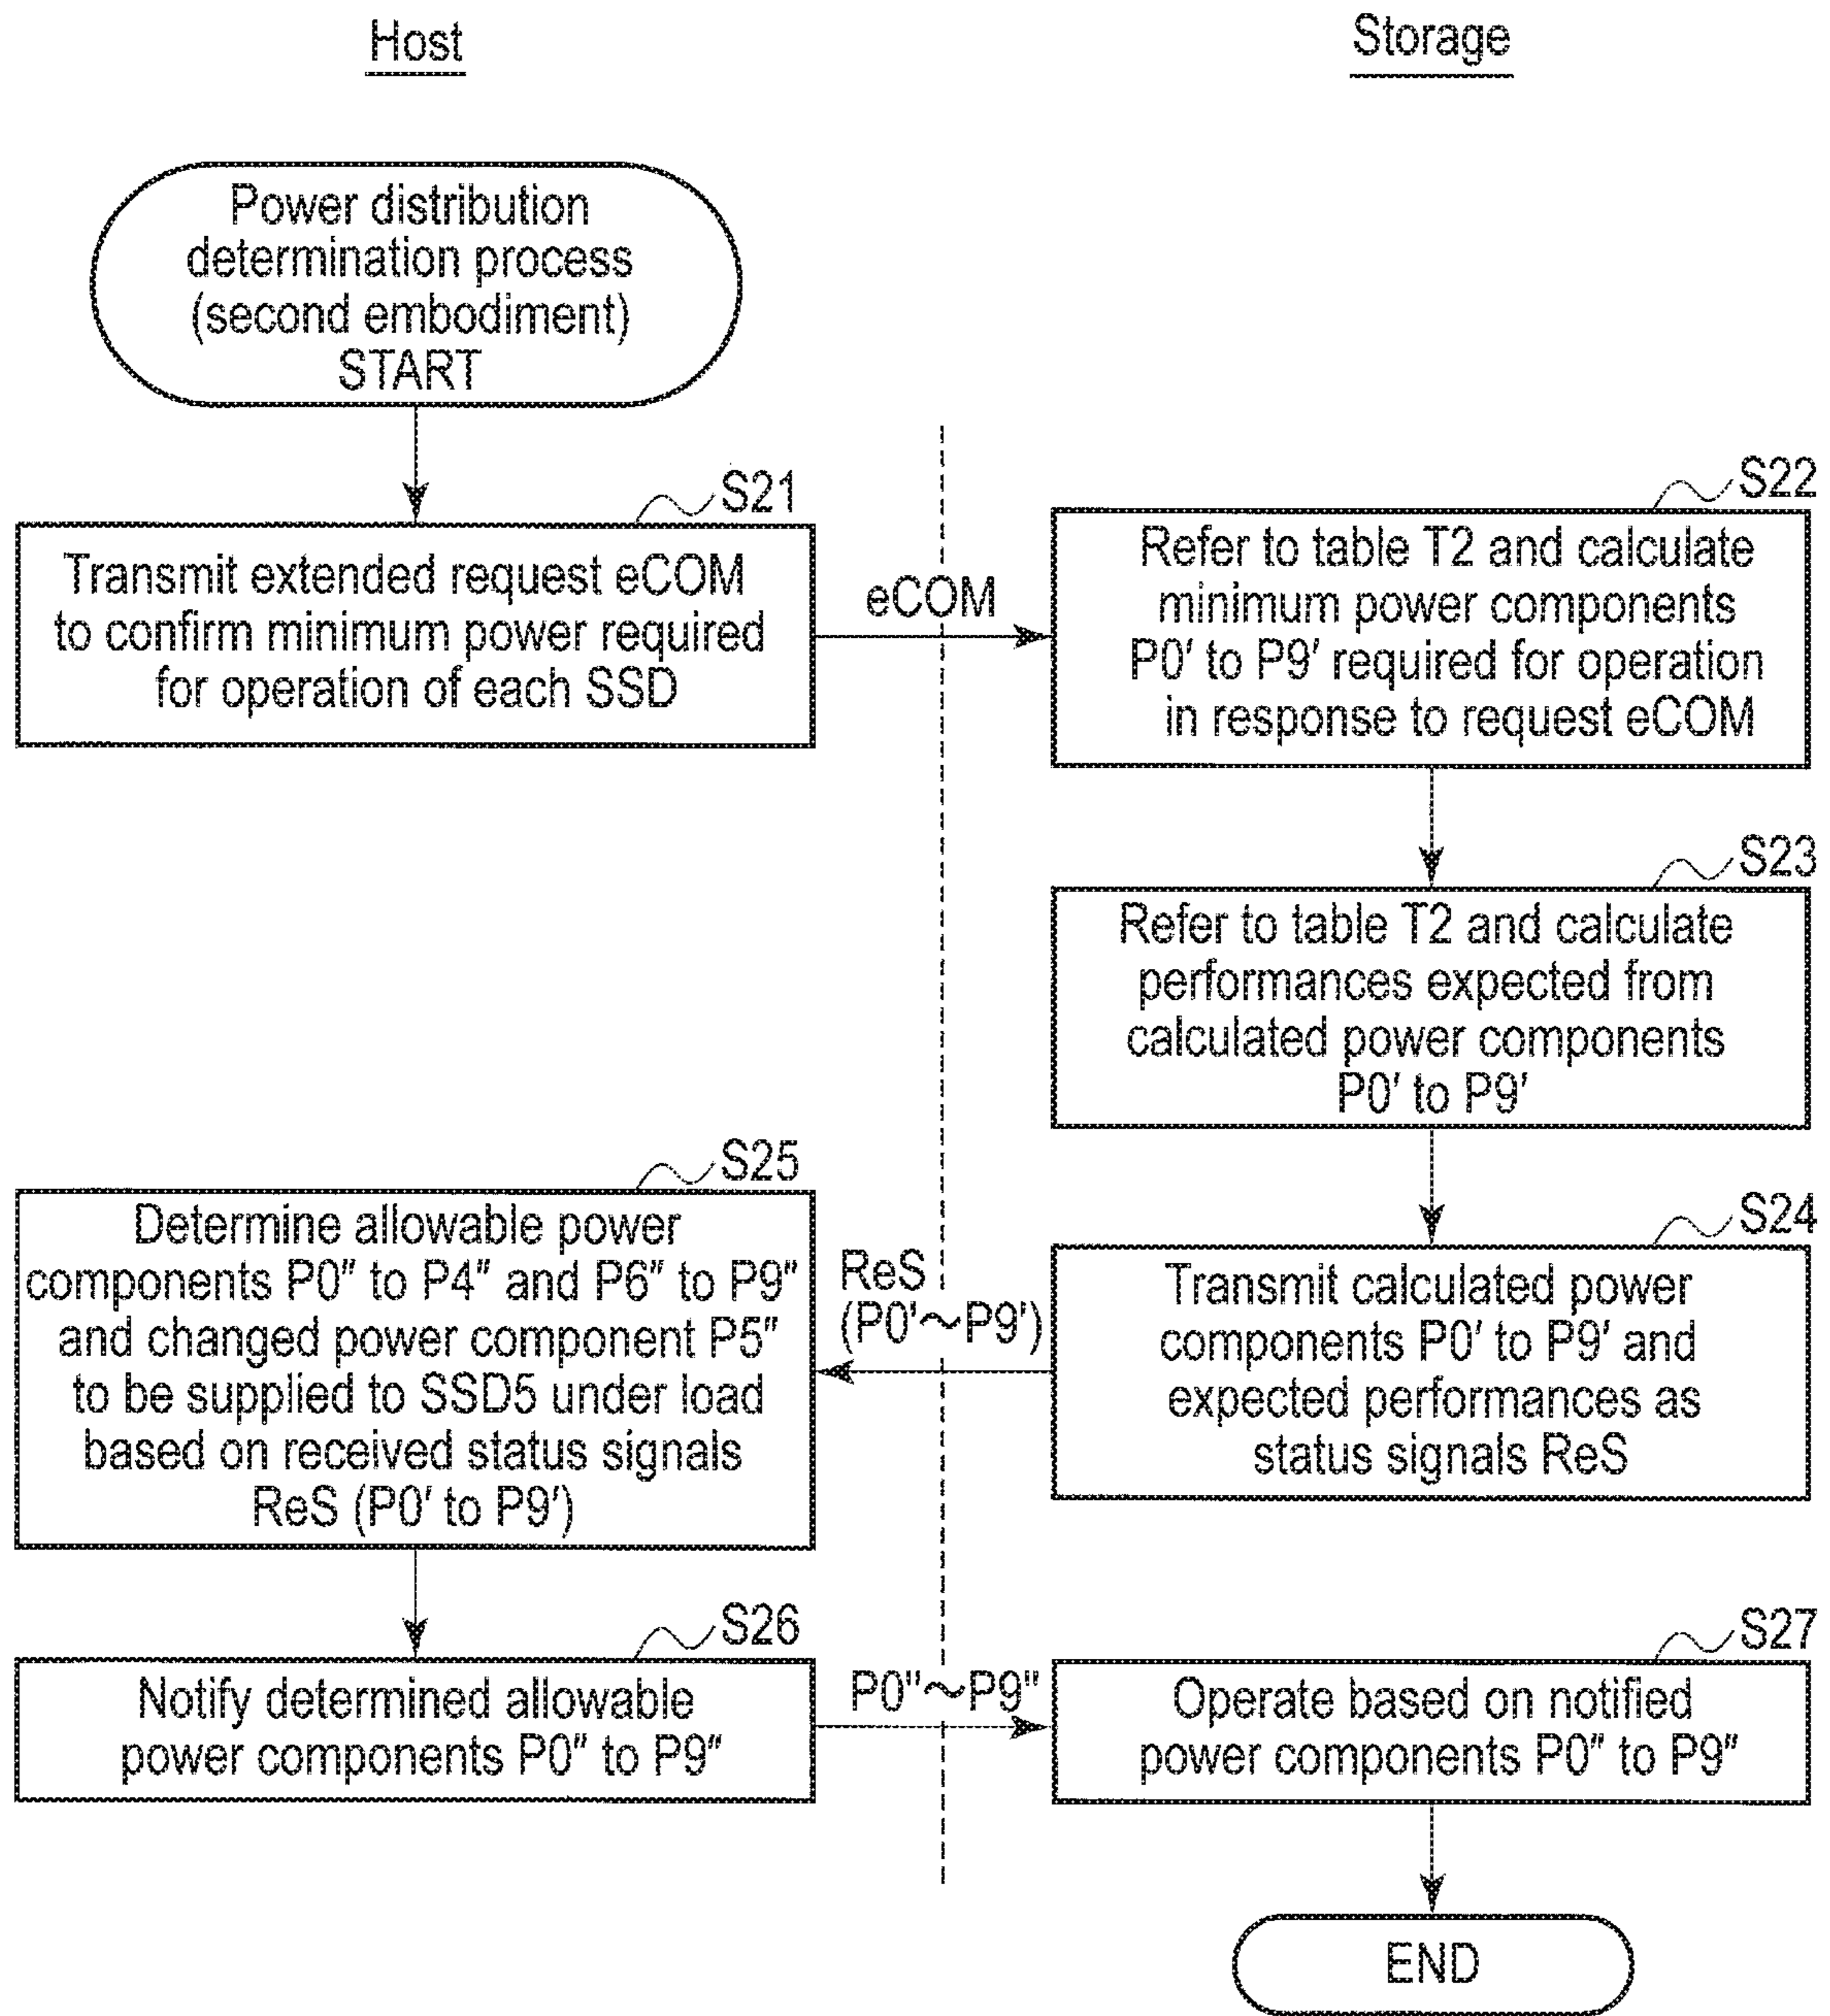 Host
Storage
Power distribution
determination process
(second embodiment)
START
S21
Transmit extended request eCOM
to confirm minimum power required
for operation of each SSD
eCOM
S22
Refer to table T2 and calculate
minimum power components
P0′ to P9′ required for operation
in response to request eCOM
S23
Refer to table T2 and calculate
performances expected from
calculated power components
P0′ to P9′
S24
Transmit calculated power
components P0′ to P9′ and
expected performances as
status signals ReS
ReS
(P0′～P9′)
S25
Determine allowable power
components P0″ to P4″ and P6″ to P9″
and changed power component P5″
to be supplied to SSD5 under load
based on received status signals
ReS (P0′ to P9′)
S26
Notify determined allowable
power components P0″ to P9″
P0″～P9″
S27
Operate based on notified
power components P0″ to P9″
END